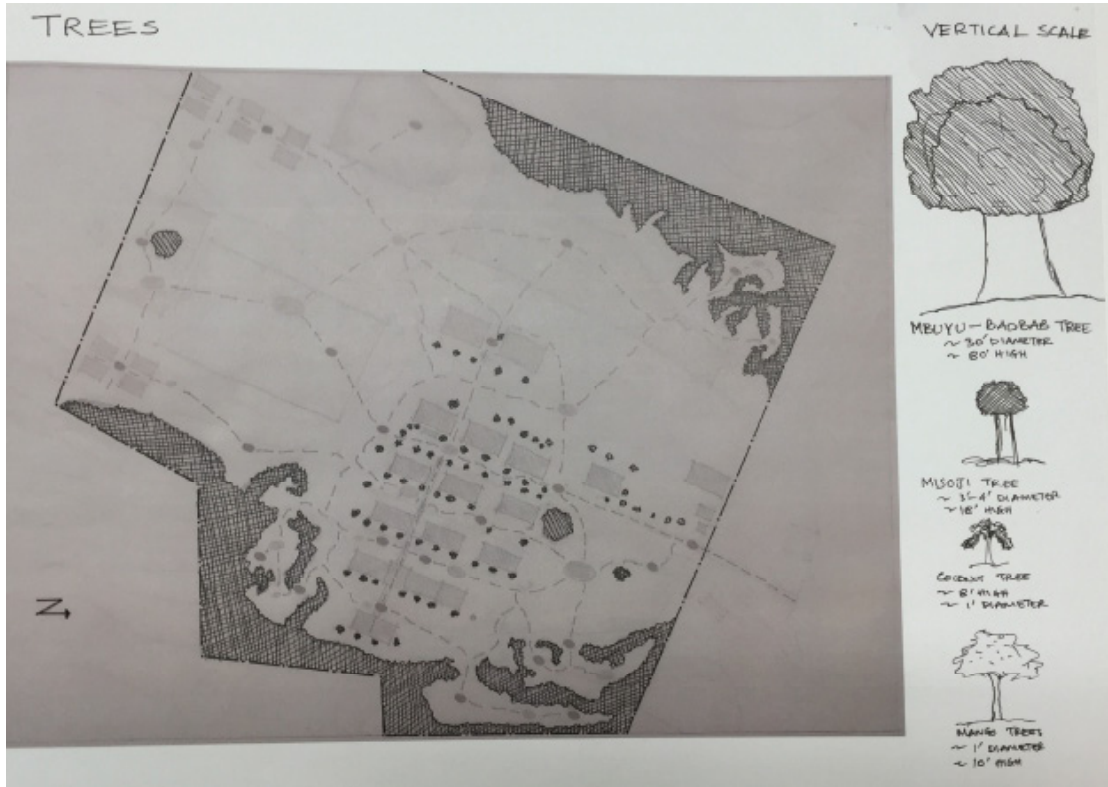 TREES
VERTICAL SCALE
MBUYU – BAOBAB TREE
~ 30' DIAMETER
~ 80' HIGH
MISOJI TREE
~ 3'-4' DIAMETER
~ 18' HIGH
COCONUT TREE
~ 8' HIGH
~ 1' DIAMETER
N
MANGO TREES
~ 1' DIAMETER
~ 10' HIGH